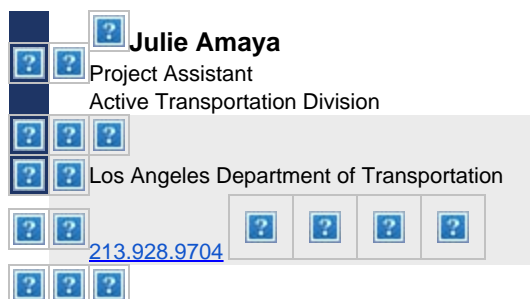 Julie Amaya
Project Assistant
Active Transportation Division
Los Angeles Department of Transportation
213.928.9704